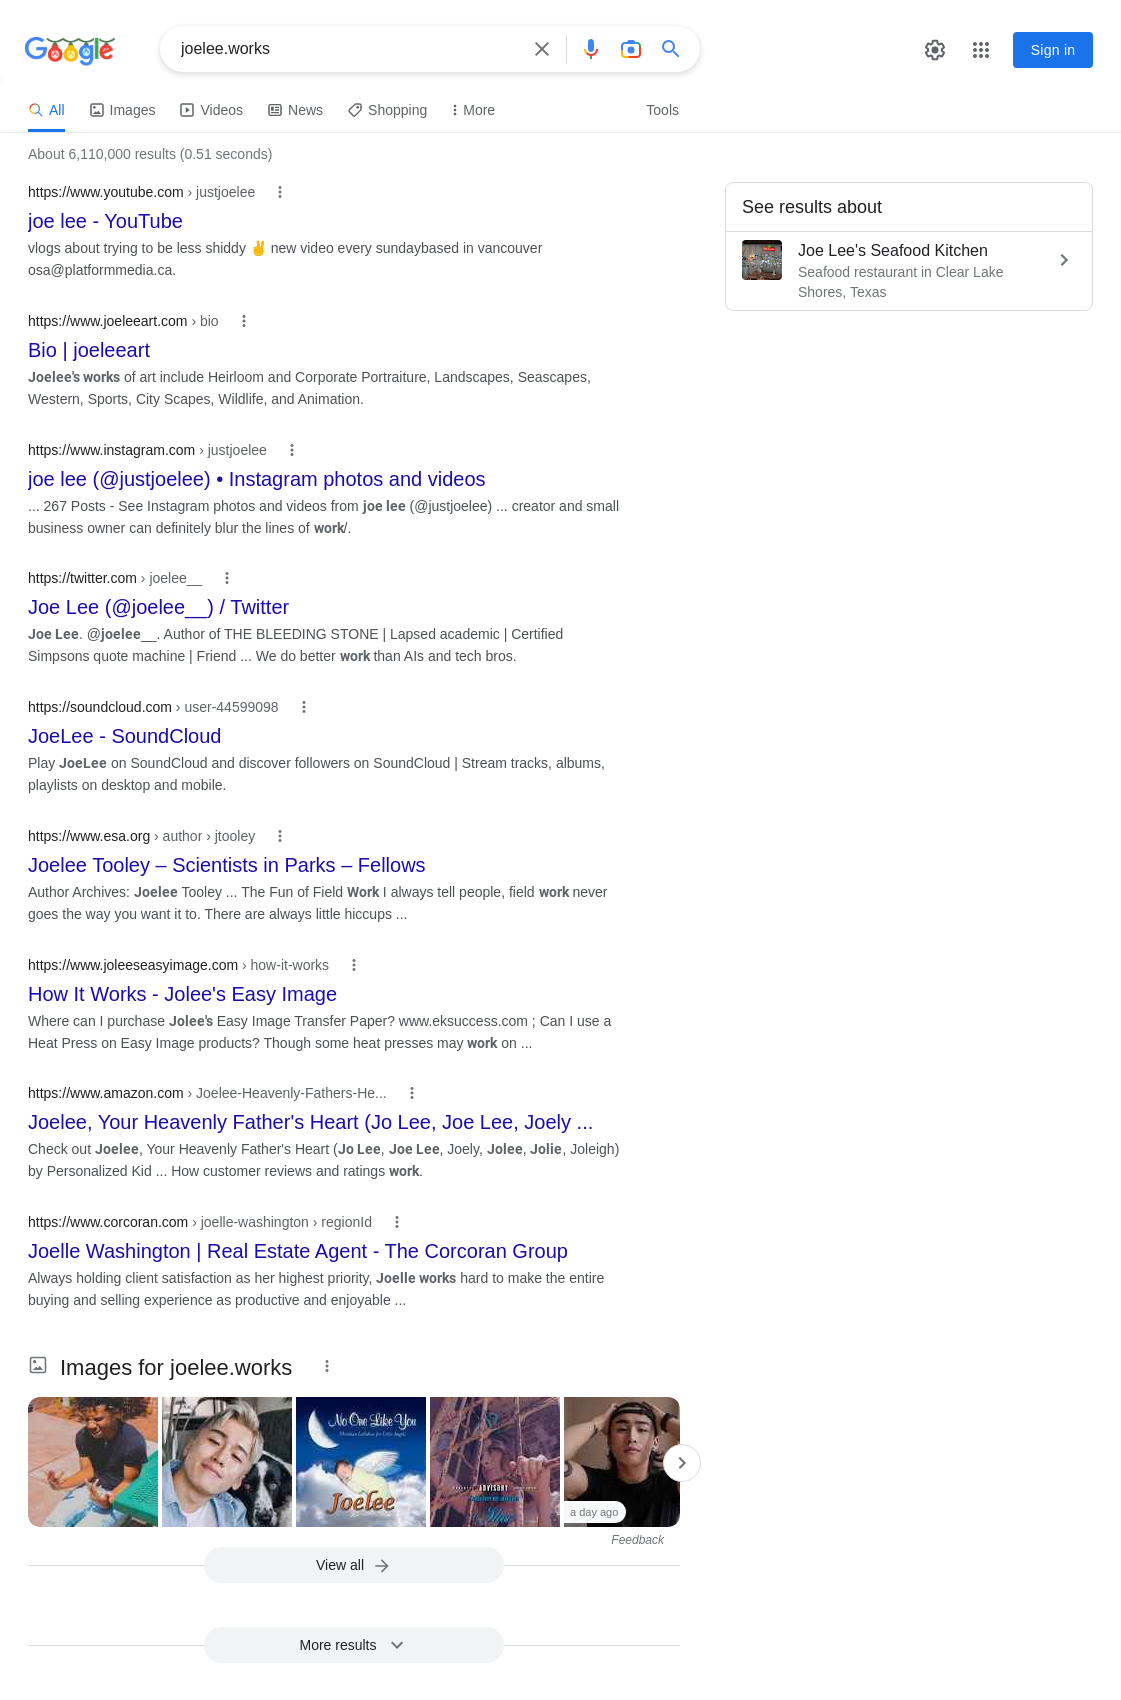 Google
joelee.works
Sign in
All
Images
Videos
News
Shopping
More
Tools
About 6,110,000 results (0.51 seconds)
https://www.youtube.com › justjoelee
joe lee - YouTube
vlogs about trying to be less shiddy ✌️ new video every sundaybased in vancouver
osa@platformmedia.ca.
https://www.joeleeart.com › bio
Bio | joeleeart
Joelee's works of art include Heirloom and Corporate Portraiture, Landscapes, Seascapes,
Western, Sports, City Scapes, Wildlife, and Animation.
https://www.instagram.com › justjoelee
joe lee (@justjoelee) • Instagram photos and videos
... 267 Posts - See Instagram photos and videos from joe lee (@justjoelee) ... creator and small
business owner can definitely blur the lines of work/.
https://twitter.com › joelee__
Joe Lee (@joelee__) / Twitter
Joe Lee. @joelee__. Author of THE BLEEDING STONE | Lapsed academic | Certified
Simpsons quote machine | Friend ... We do better work than AIs and tech bros.
https://soundcloud.com › user-44599098
JoeLee - SoundCloud
Play JoeLee on SoundCloud and discover followers on SoundCloud | Stream tracks, albums,
playlists on desktop and mobile.
https://www.esa.org › author › jtooley
Joelee Tooley – Scientists in Parks – Fellows
Author Archives: Joelee Tooley ... The Fun of Field Work I always tell people, field work never
goes the way you want it to. There are always little hiccups ...
https://www.joleeseasyimage.com › how-it-works
How It Works - Jolee's Easy Image
Where can I purchase Jolee's Easy Image Transfer Paper? www.eksuccess.com ; Can I use a
Heat Press on Easy Image products? Though some heat presses may work on ...
https://www.amazon.com › Joelee-Heavenly-Fathers-He...
Joelee, Your Heavenly Father's Heart (Jo Lee, Joe Lee, Joely ...
Check out Joelee, Your Heavenly Father's Heart (Jo Lee, Joe Lee, Joely, Jolee, Jolie, Joleigh)
by Personalized Kid ... How customer reviews and ratings work.
https://www.corcoran.com › joelle-washington › regionId
Joelle Washington | Real Estate Agent - The Corcoran Group
Always holding client satisfaction as her highest priority, Joelle works hard to make the entire
buying and selling experience as productive and enjoyable ...
See results about
Joe Lee's Seafood Kitchen
Seafood restaurant in Clear Lake
Shores, Texas
Images for joelee.works
No One Like You
Joelee
ADVISORY
a day ago
Feedback
View all
More results